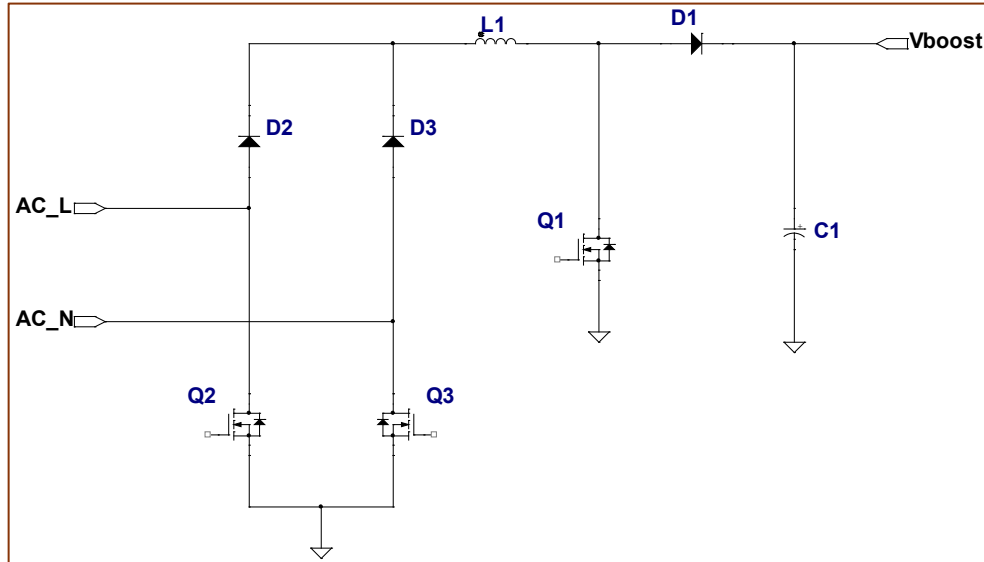 L1
D1
Vboost
D2
D3
AC_L
Q1
C1
AC_N
Q2
Q3